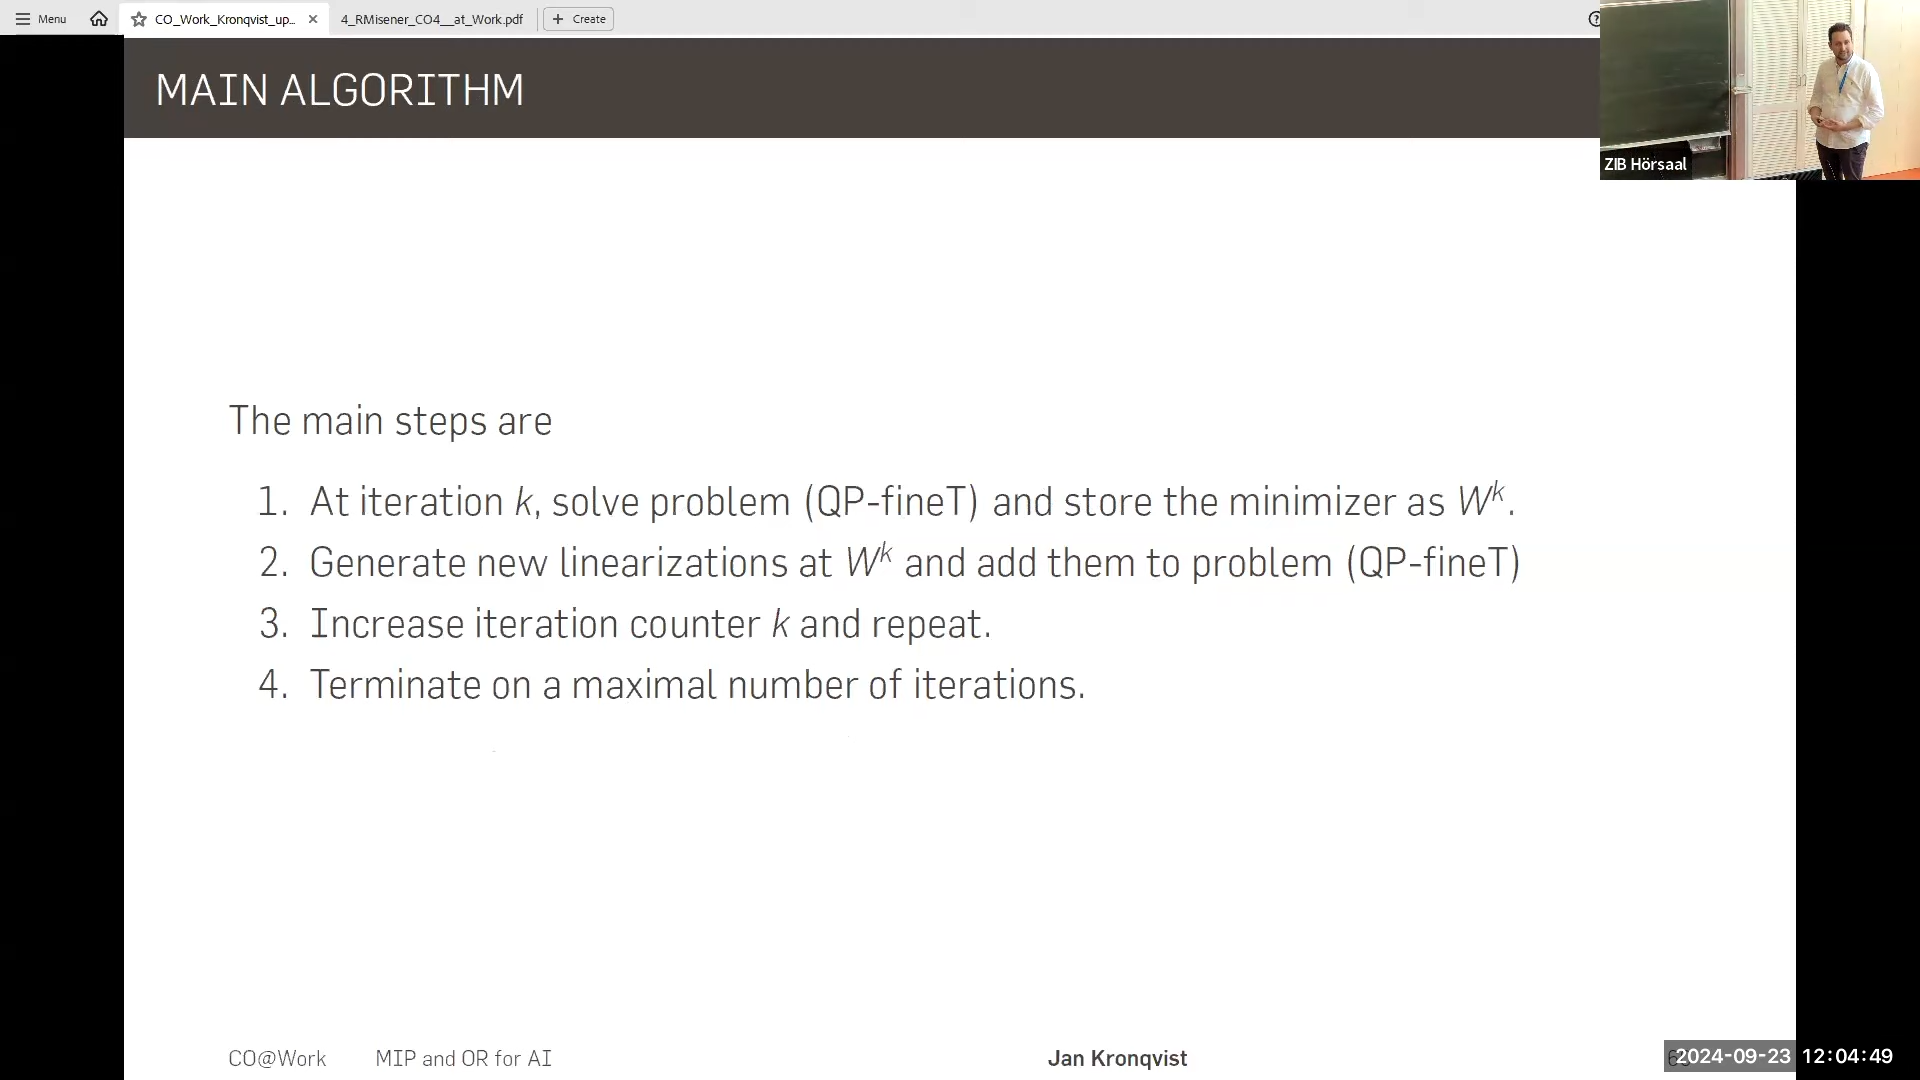 Menu CO_Work_Kronqvist_up... 4_RMisener_CO4__at_Work.pdf Create
MAIN ALGORITHM
ZIB Hörsaal
The main steps are
1. At iteration k, solve problem (QP-fineT) and store the minimizer as Wᵏ.
2. Generate new linearizations at Wᵏ and add them to problem (QP-fineT)
3. Increase iteration counter k and repeat.
4. Terminate on a maximal number of iterations.
CO@Work MIP and OR for AI Jan Kronqvist
2024-09-23 12:04:49